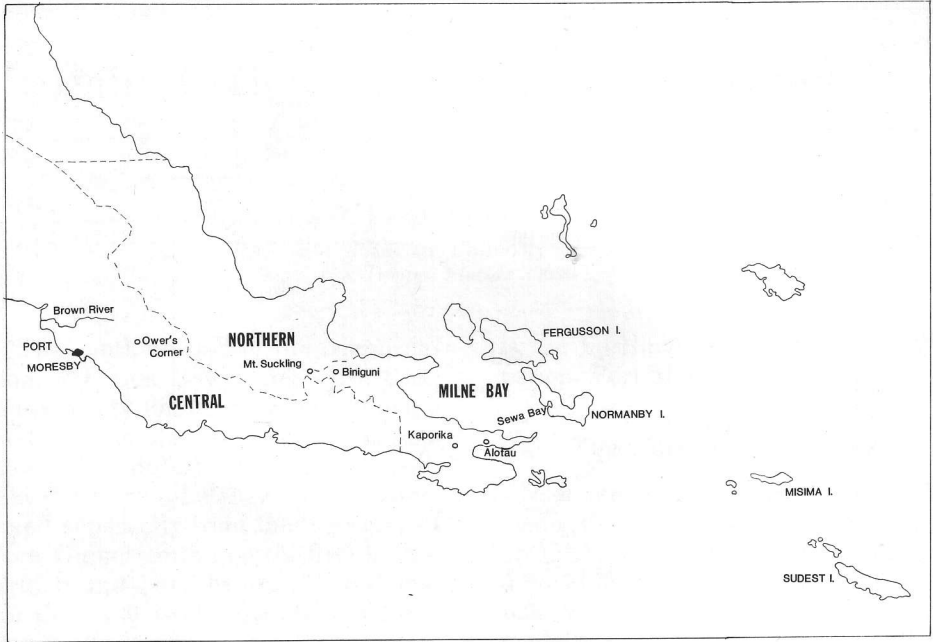 Brown River
PORT
MORESBY
Ower's
Corner
NORTHERN
Mt. Suckling
Biniguni
CENTRAL
MILNE BAY
FERGUSSON I.
Sewa Bay
NORMANBY I.
Kaporika
Alotau
MISIMA I.
SUDEST I.